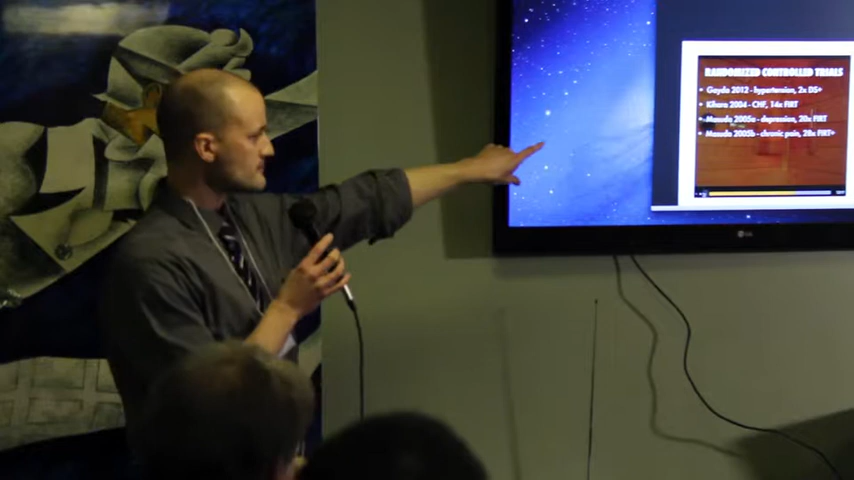 RANDOMIZED CONTROLLED TRIALS
Gayda 2012 - hypertension, 2x DS+
Kihara 2004 - CHF, 14x FIRT
Masuda 2005a - depression, 20x FIRT
Masuda 2005b - chronic pain, 28x FIRT+
LG